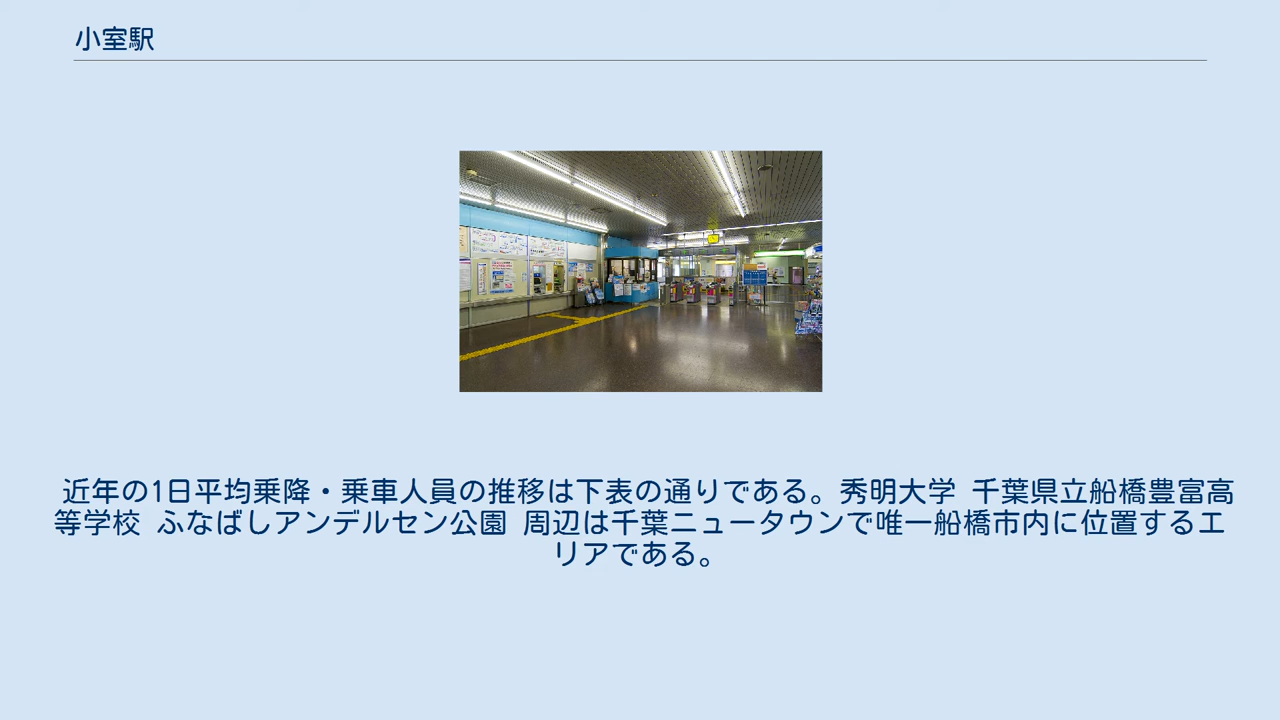 小室駅
近年の1日平均乗降・乗車人員の推移は下表の通りである。秀明大学 千葉県立船橋豊富高
等学校 ふなばしアンデルセン公園 周辺は千葉ニュータウンで唯一船橋市内に位置するエ
リアである。